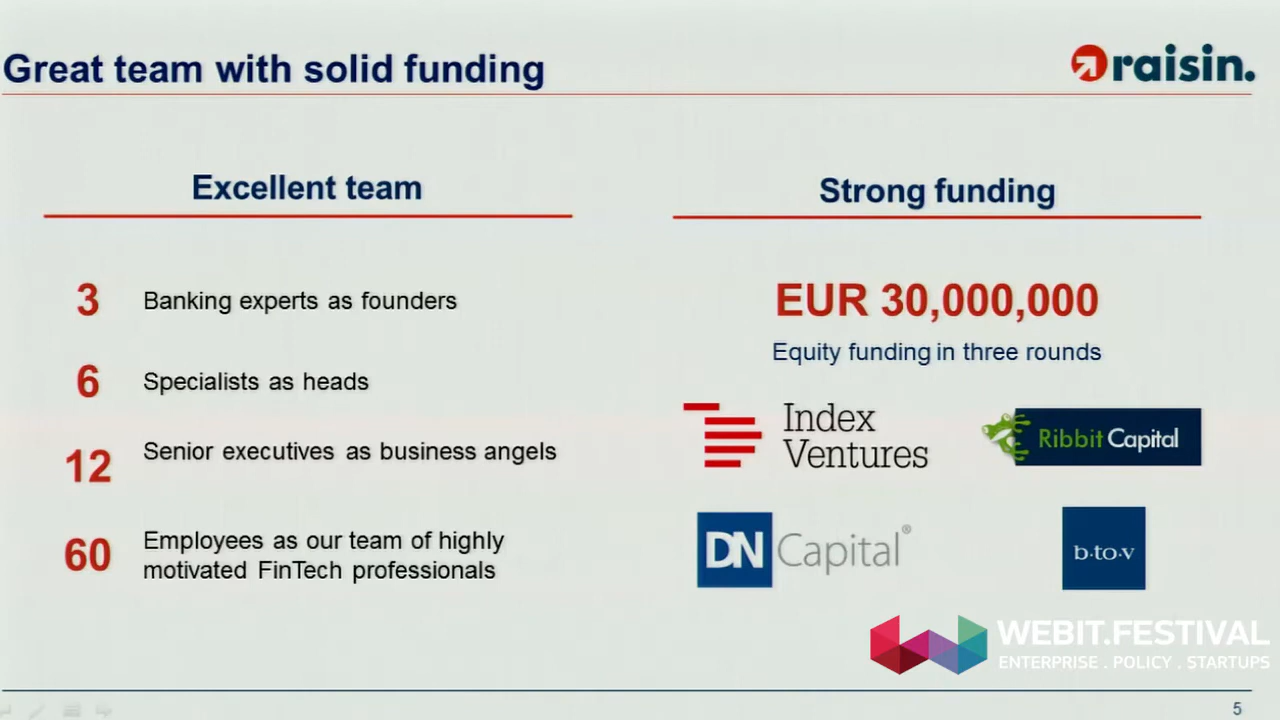 Great team with solid funding
raisin.
Excellent team
3 Banking experts as founders
6 Specialists as heads
12 Senior executives as business angels
60 Employees as our team of highly
motivated FinTech professionals
Strong funding
EUR 30,000,000
Equity funding in three rounds
Index
Ventures
Ribbit Capital
DN Capital®
b-to-v
WEBIT.FESTIVAL
ENTERPRISE . POLICY . STARTUPS
5